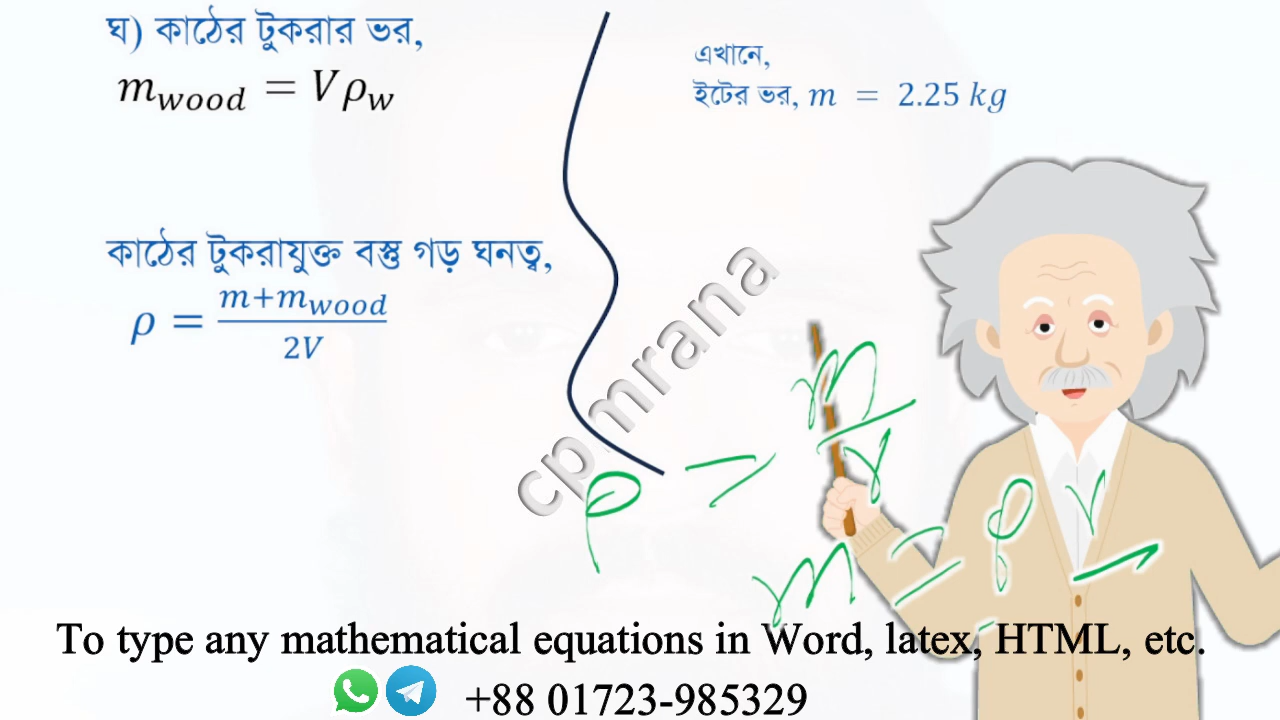 ঘ) কাঠের টুকরার ভর,
m_wood = Vρ_w
কাঠের টুকরাযুক্ত বস্তু গড় ঘনত্ব,
ρ = (m+m_wood)/(2V)
এখানে,
ইটের ভর, m = 2.25 kg
cpmrana
ρ = m/V
m = ρV
To type any mathematical equations in Word, latex, HTML, etc.
+88 01723-985329